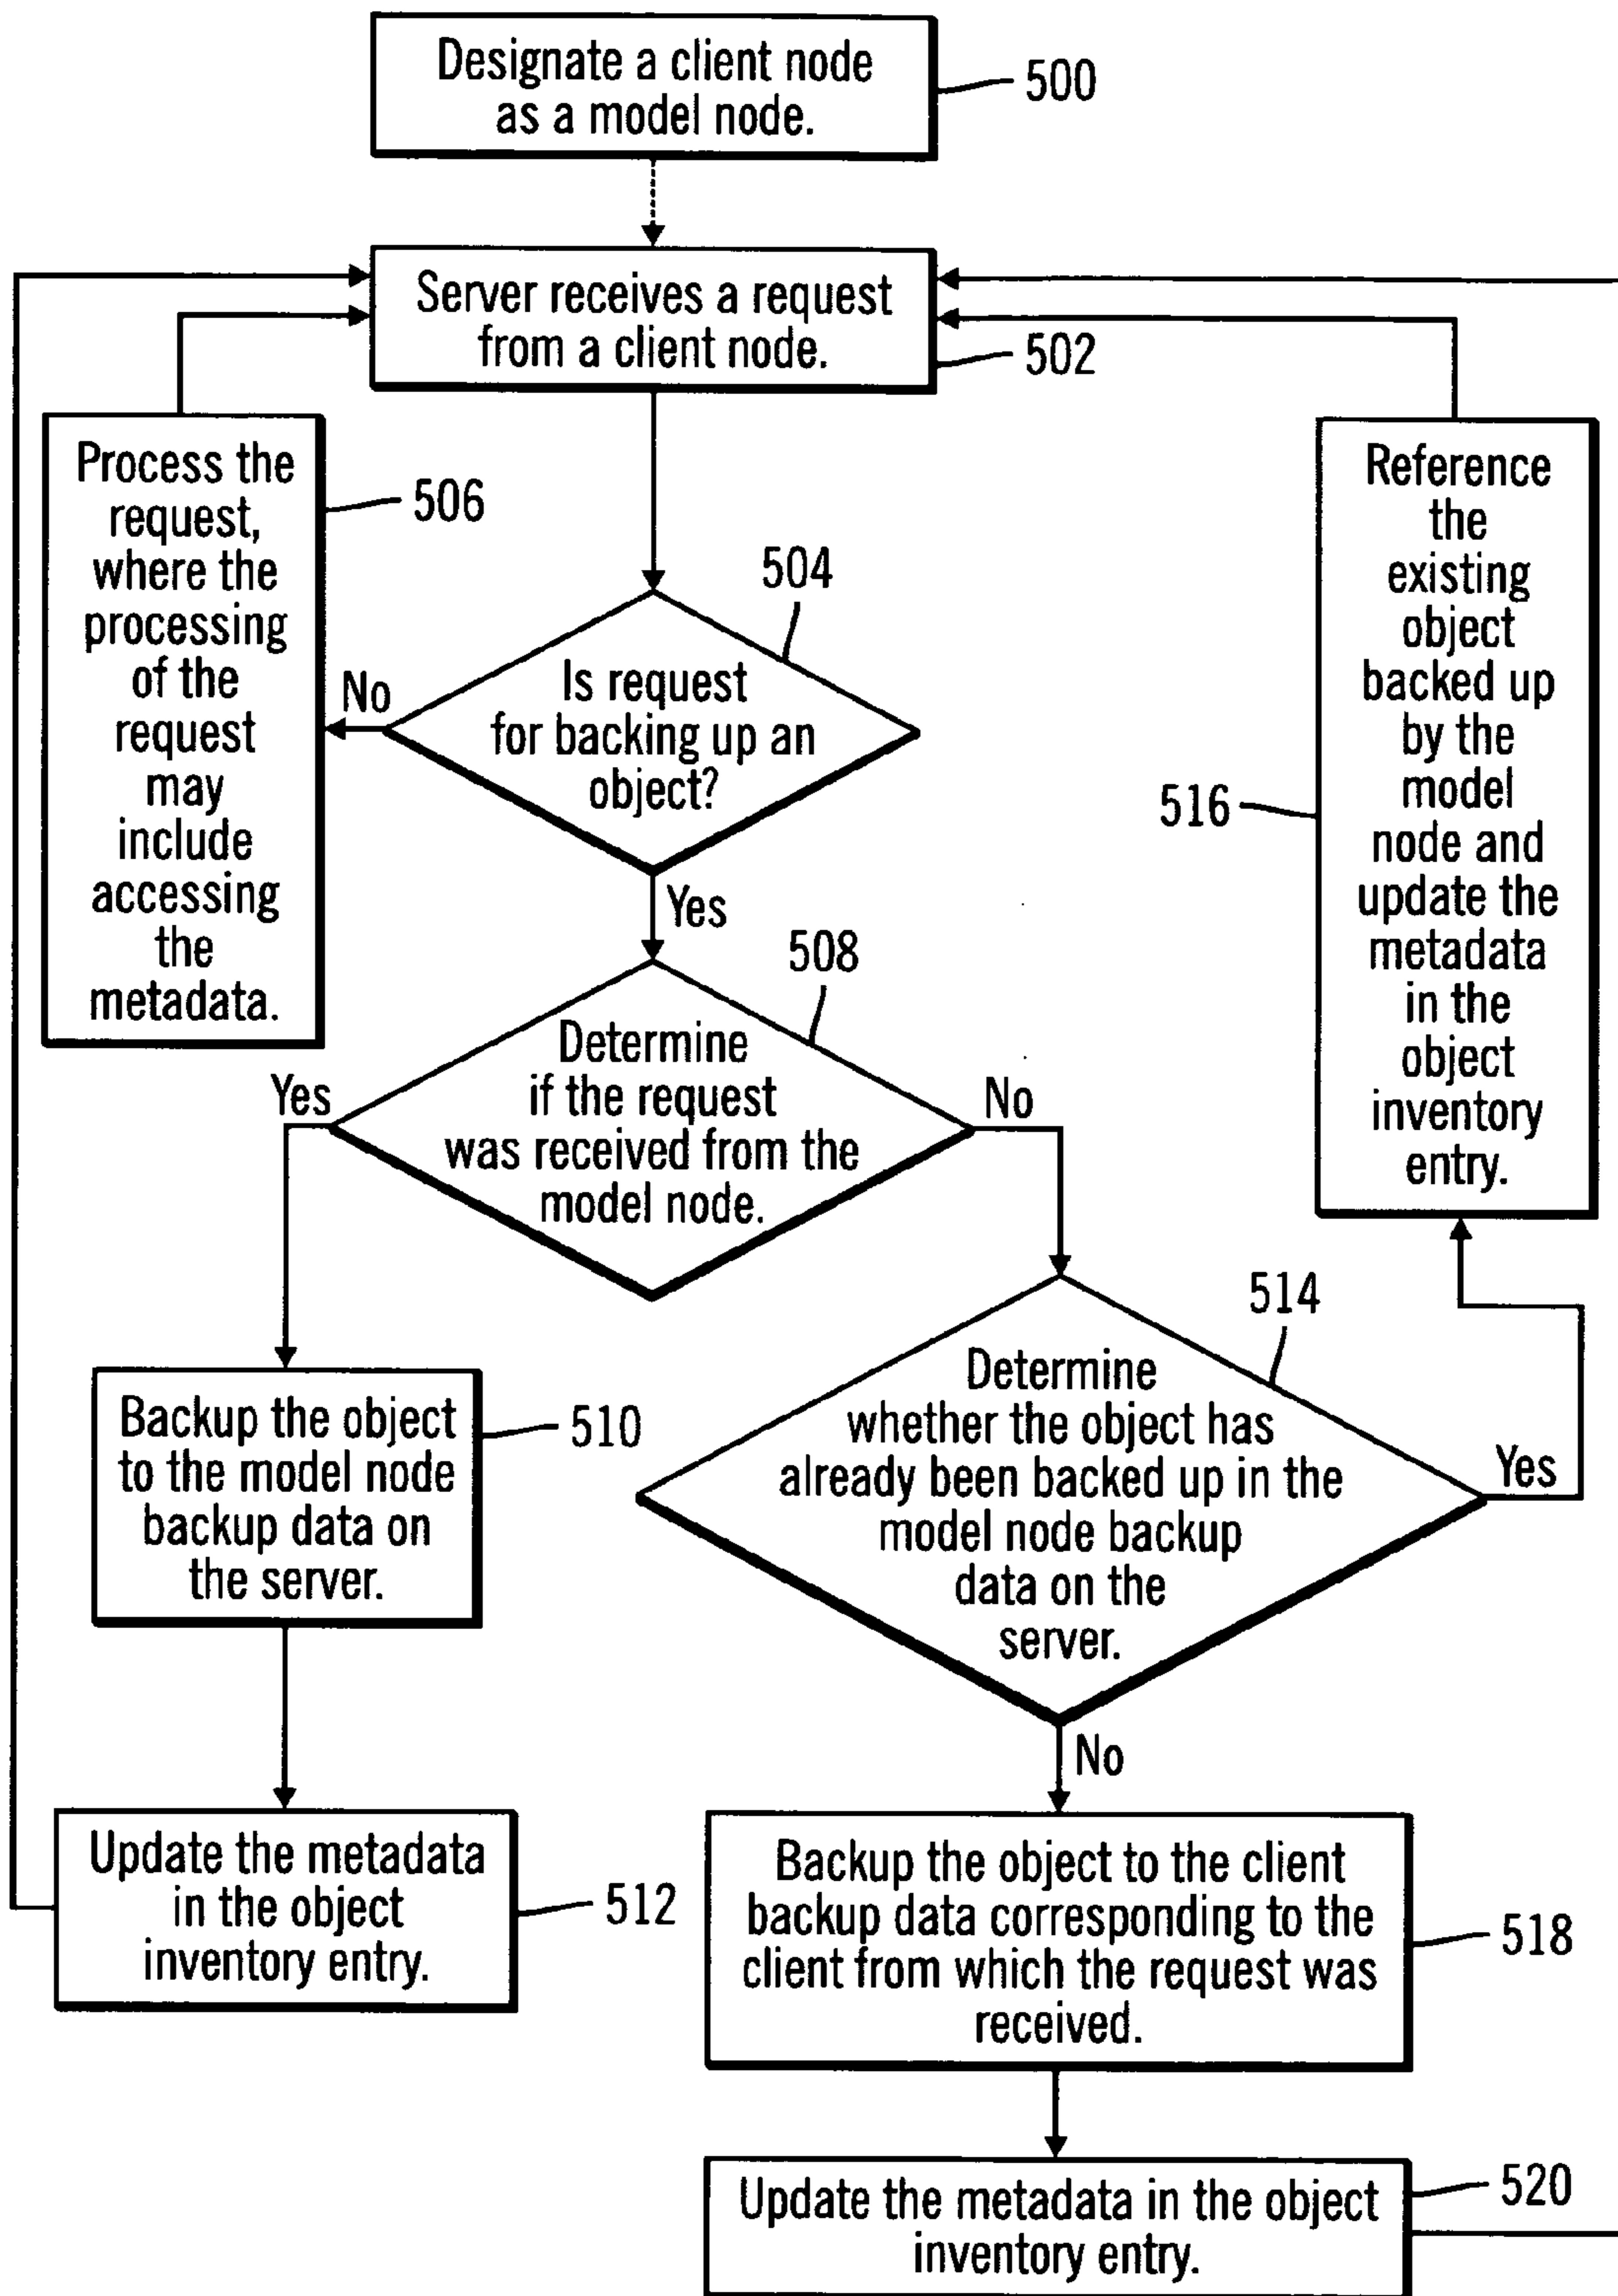 Designate a client node
as a model node.
500
Server receives a request
from a client node.
502
Process the
request,
where the
processing
of the
request
may
include
accessing
the
metadata.
506
504
Is request
for backing up an
object?
No
Yes
508
Determine
if the request
was received from the
model node.
Yes
No
Reference
the
existing
object
backed up
by the
model
node and
update the
metadata
in the
object
inventory
entry.
516
514
Determine
whether the object has
already been backed up in the
model node backup
data on the
server.
Yes
No
Backup the object
to the model node
backup data on
the server.
510
Update the metadata
in the object
inventory entry.
512
Backup the object to the client
backup data corresponding to the
client from which the request was
received.
518
Update the metadata in the object
inventory entry.
520